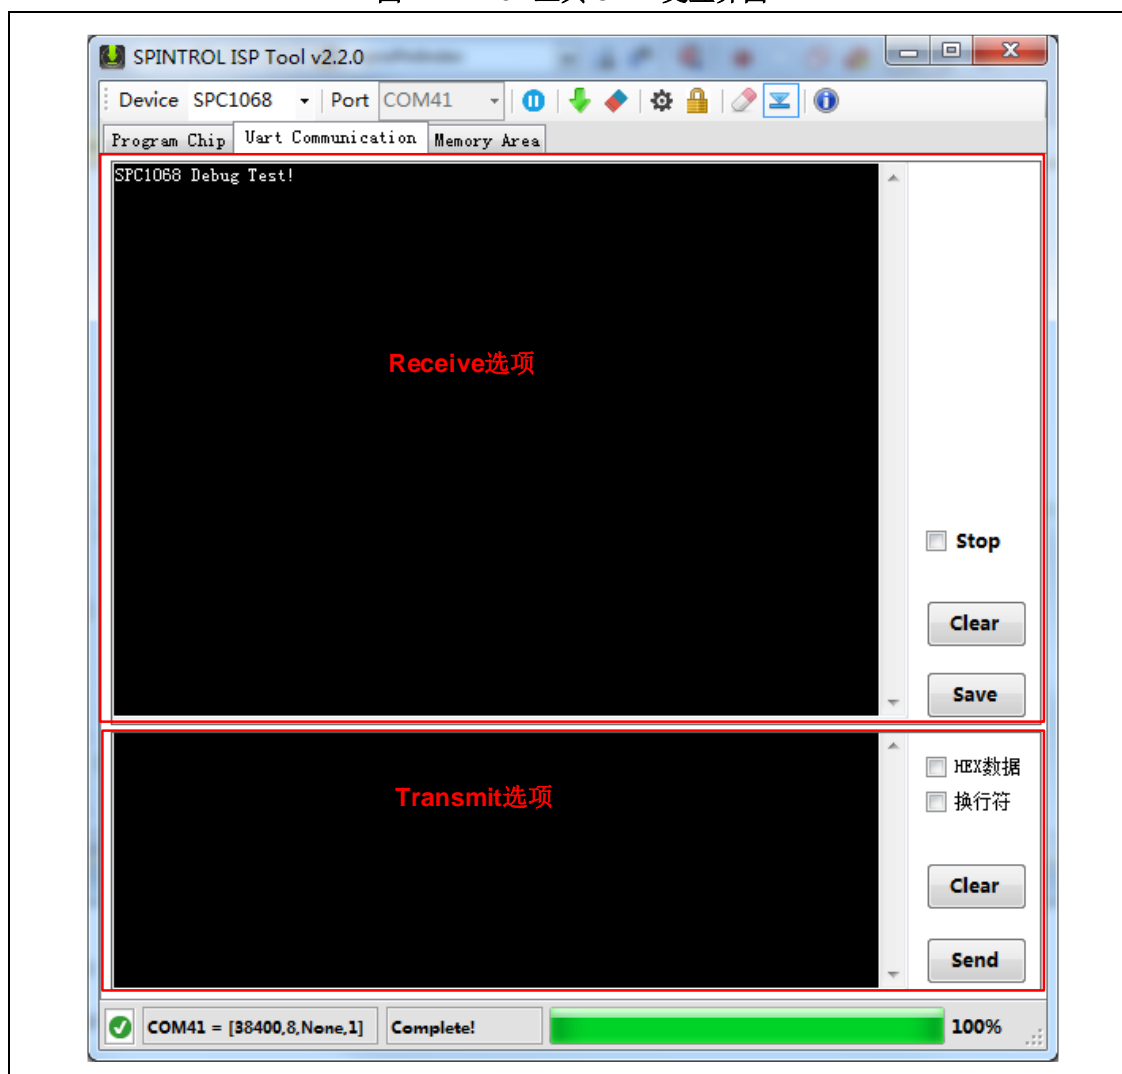 SPINTROL ISP Tool v2.2.0
Device SPC1068 Port COM41
Program Chip Uart Communication Memory Area
SPC1068 Debug Test!
Receive选项
Stop
Clear
Save
Transmit选项
HEX数据
换行符
Clear
Send
COM41 = [38400,8,None,1] Complete! 100%